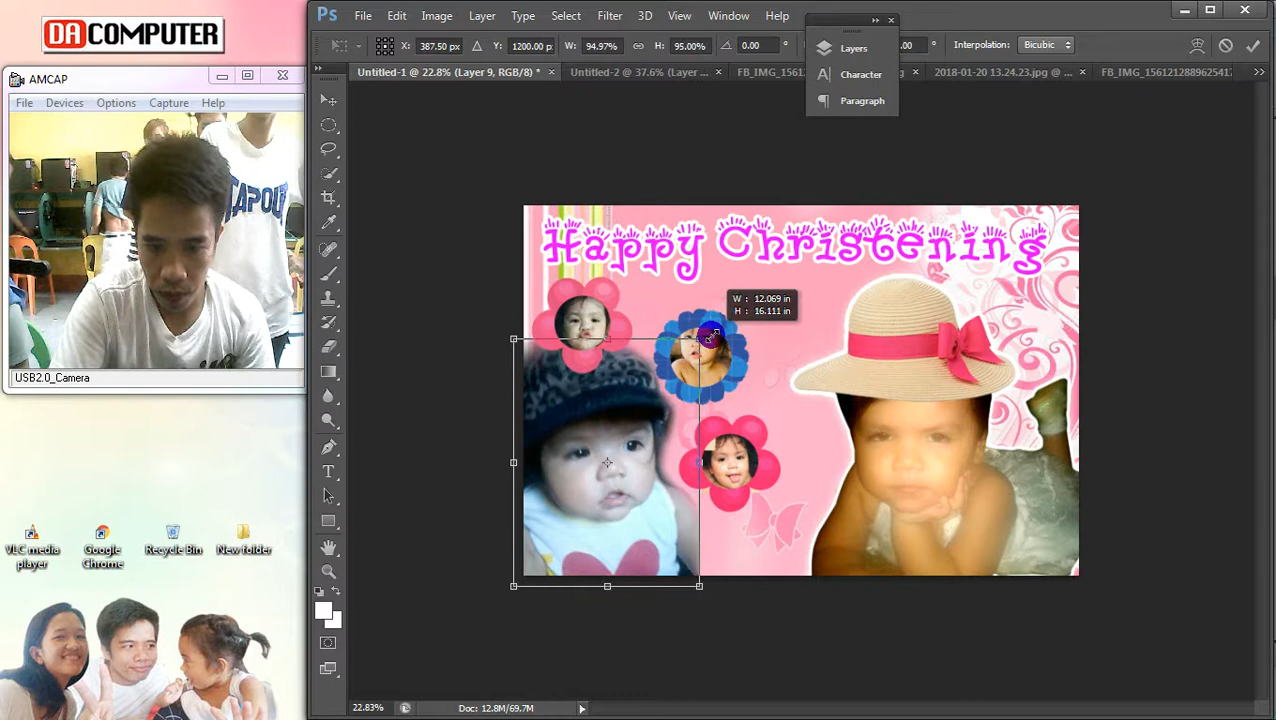 DA COMPUTER
AMCAP
File Devices Options Capture Help
TAPOUT
USB2.0_Camera
VLC media player
Google Chrome
Recycle Bin
New folder
Ps File Edit Image Layer Type Select Filter 3D View Window Help
X: 387.50 px Y: 1200.00 p W: 94.97% H: 95.00% 0.00 ° .00 ° Interpolation: Bicubic
Untitled-1 @ 22.8% (Layer 9, RGB/8) * × Untitled-2 @ 37.6% (Layer ... × FB_IMG_1561 g × 2018-01-20 13.24.23.jpg @ ... × FB_IMG_1561212889625417
Layers
Character
Paragraph
Happy Christening
W : 12.069 in
H : 16.111 in
22.83% Doc: 12.8M/69.7M